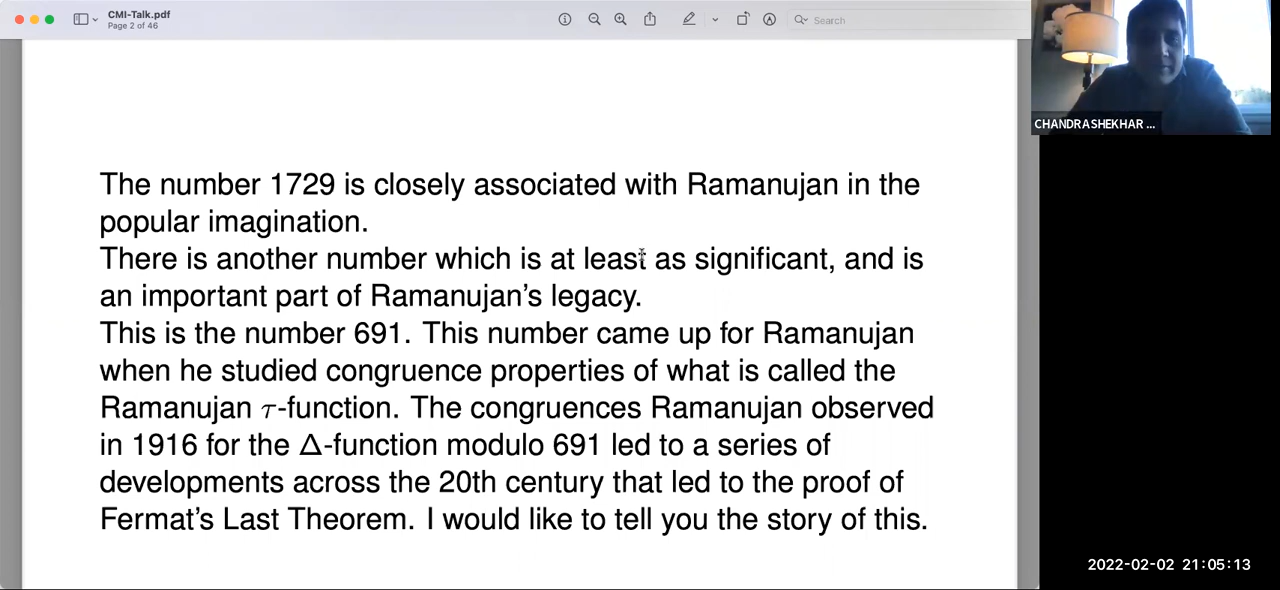 CMI-Talk.pdf
Page 2 of 46
Search
The number 1729 is closely associated with Ramanujan in the
popular imagination.
There is another number which is at least as significant, and is
an important part of Ramanujan's legacy.
This is the number 691. This number came up for Ramanujan
when he studied congruence properties of what is called the
Ramanujan τ-function. The congruences Ramanujan observed
in 1916 for the Δ-function modulo 691 led to a series of
developments across the 20th century that led to the proof of
Fermat's Last Theorem. I would like to tell you the story of this.
CHANDRASHEKHAR ...
2022-02-02 21:05:13